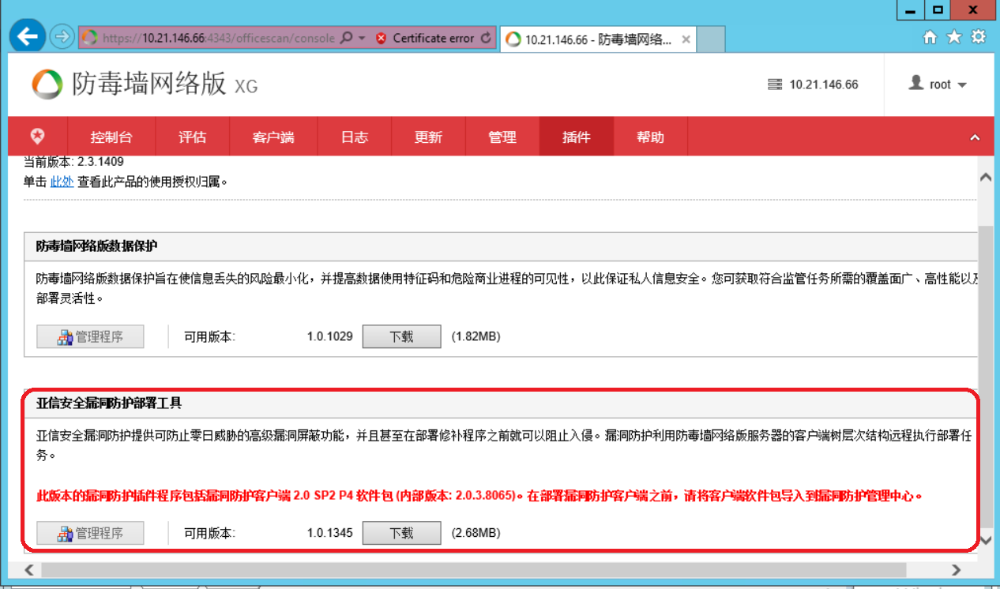 https://10.21.146.66:4343/officescan/console
Certificate error
10.21.146.66 - 防毒墙网络...
防毒墙网络版 XG
10.21.146.66
root
控制台 评估 客户端 日志 更新 管理 插件 帮助
当前版本: 2.3.1409
单击 此处 查看此产品的使用授权归属。
防毒墙网络版数据保护
防毒墙网络版数据保护旨在使信息丢失的风险最小化，并提高数据使用特征码和危险商业进程的可见性，以此保证私人信息安全。您可获取符合监管任务所需的覆盖面广、高性能以及
部署灵活性。
管理程序 可用版本: 1.0.1029 下载 (1.82MB)
亚信安全漏洞防护部署工具
亚信安全漏洞防护提供可防止零日威胁的高级漏洞屏蔽功能，并且甚至在部署修补程序之前就可以阻止入侵。漏洞防护利用防毒墙网络版服务器的客户端树层次结构远程执行部署任
务。
此版本的漏洞防护插件程序包括漏洞防护客户端 2.0 SP2 P4 软件包 (内部版本: 2.0.3.8065)。在部署漏洞防护客户端之前，请将客户端软件包导入到漏洞防护管理中心。
管理程序 可用版本: 1.0.1345 下载 (2.68MB)